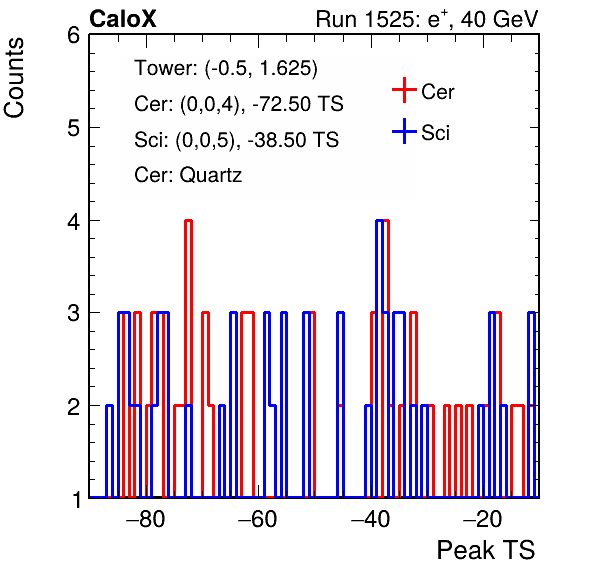 CaloX Run 1525: e⁺, 40 GeV
Counts
6
5
4
3
2
1
Tower: (-0.5, 1.625)
Cer: (0,0,4), -72.50 TS
Sci: (0,0,5), -38.50 TS
Cer: Quartz
Cer
Sci
−80 −60 −40 −20
Peak TS